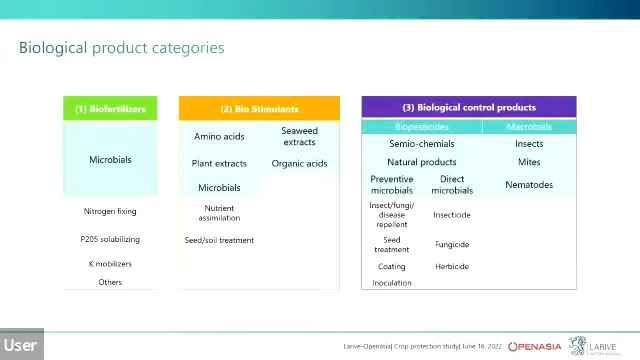 Biological product categories
(1) Biofertilizers
Microbials
Nitrogen fixing
P205 solubilizing
K mobilizers
Others
(2) Bio Stimulants
Amino acids
Seaweed
extracts
Plant extracts
Organic acids
Microbials
Nutrient
assimilation
Seed/soil treatment
(3) Biological control products
Biopesticides
Macrobials
Semio-chemials
Insects
Natural products
Mites
Preventive
microbials
Direct
microbials
Nematodes
Insect/fungi/
disease
repellent
Insecticide
Seed
treatment
Fungicide
Coating
Herbicide
Inoculation
User
Larive-Openasia| Crop protection study| June 16, 2022
OPENASIA
LARIVE
INTERNATIONAL